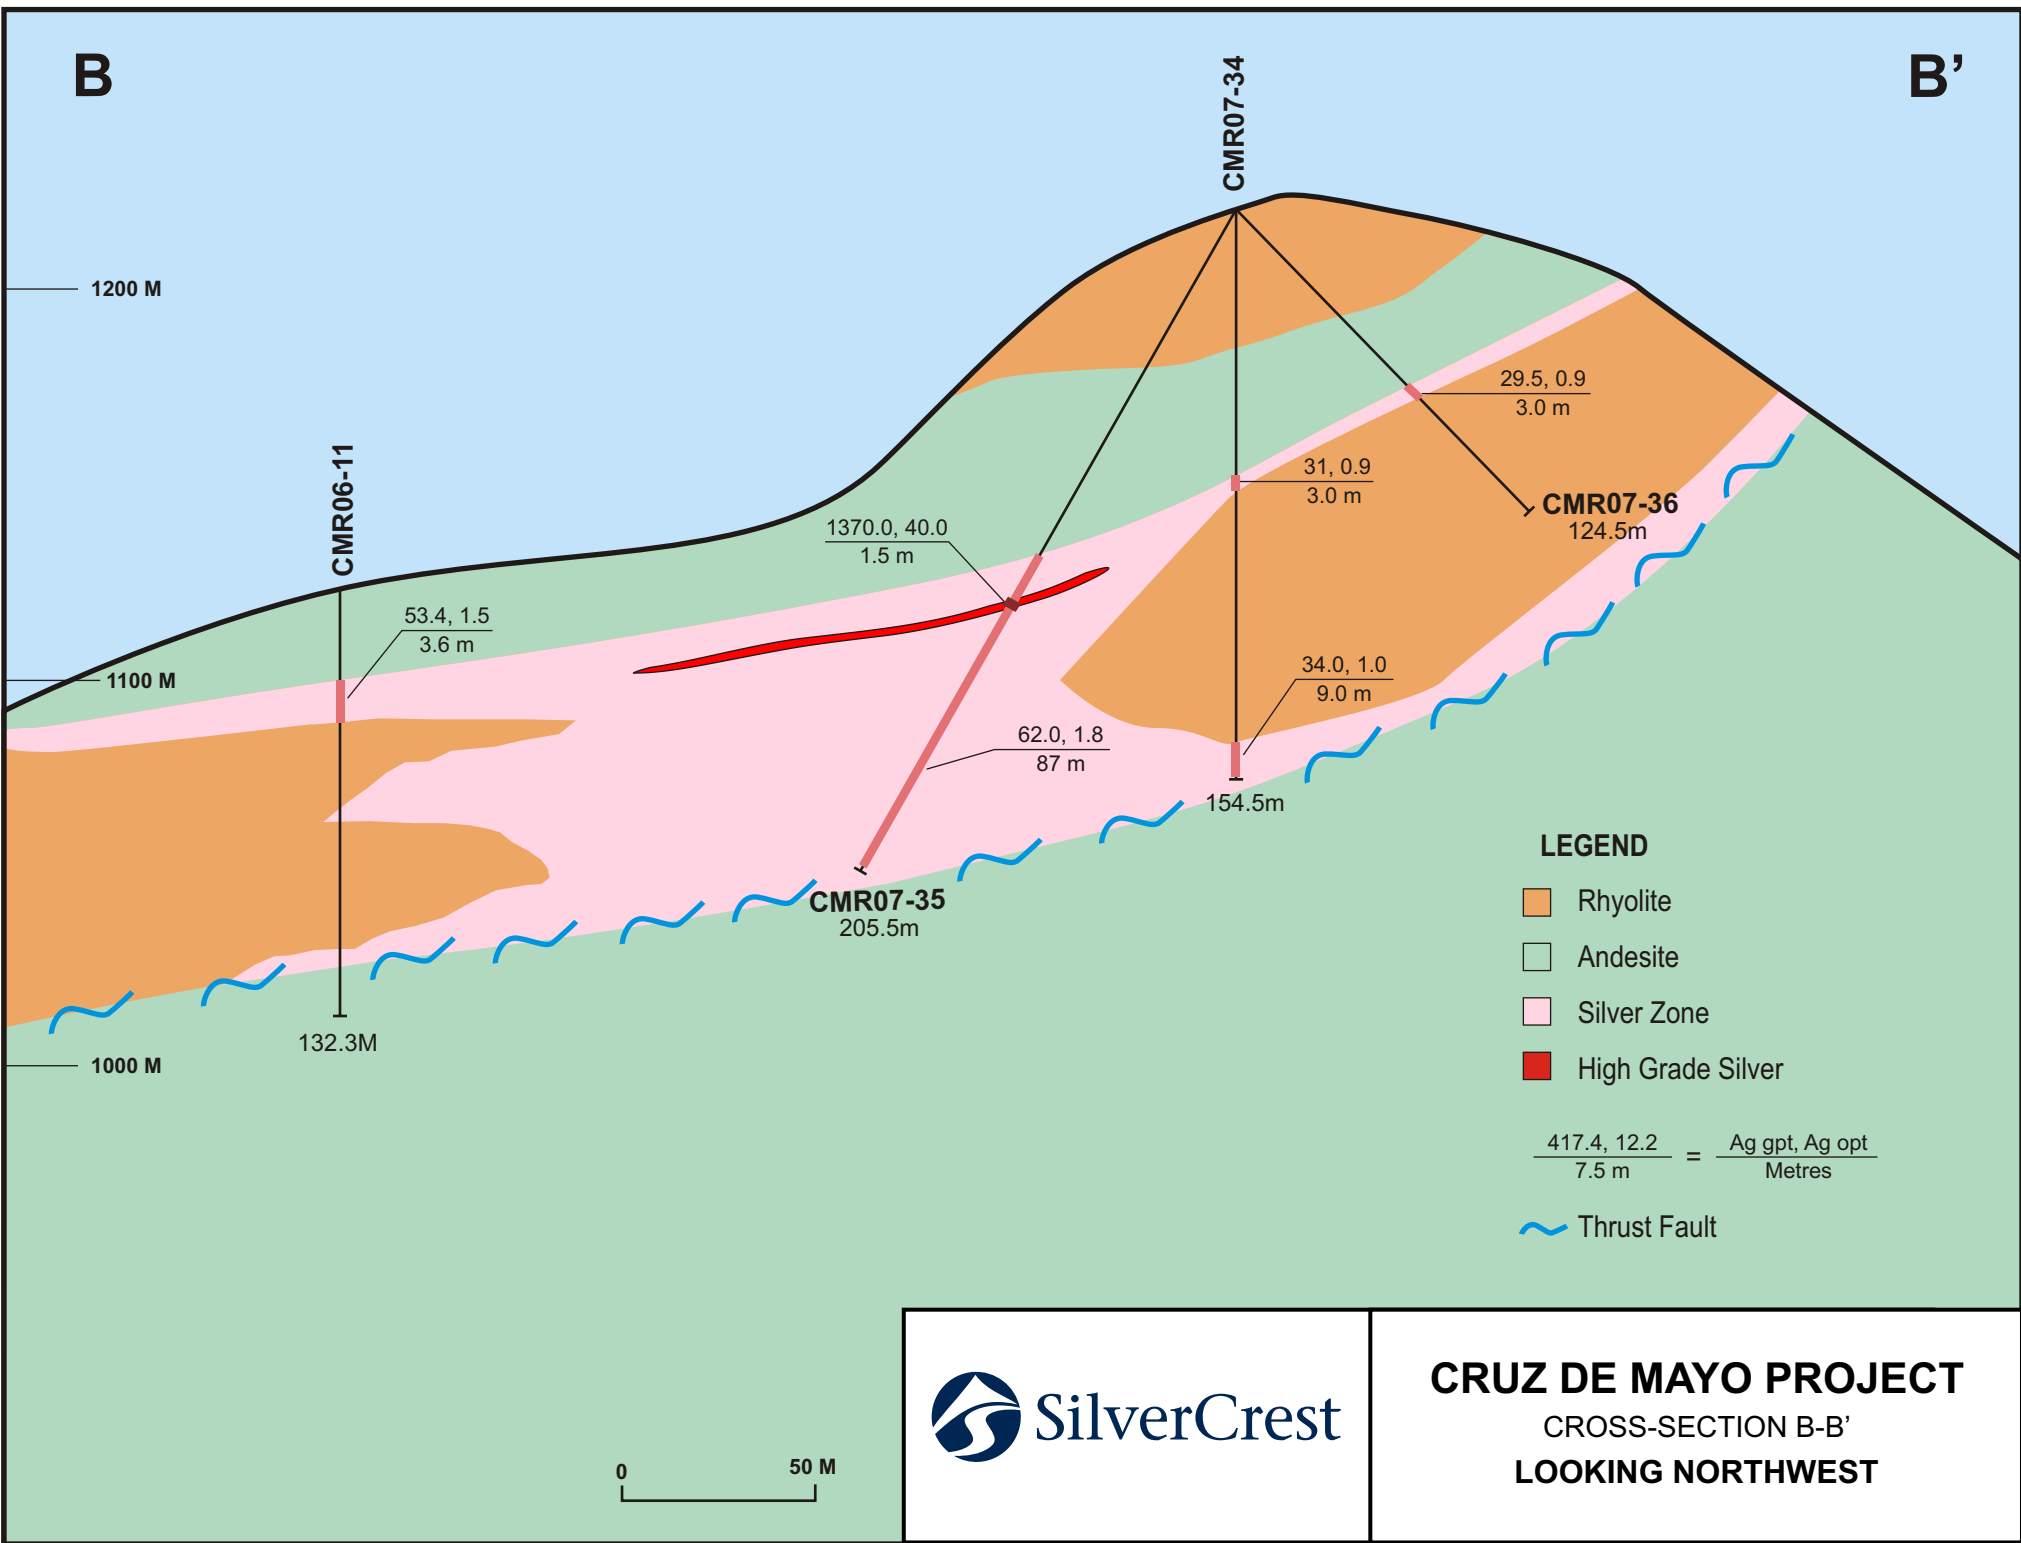 B
B’
CMR07-34
1200 M
29.5, 0.9
3.0 m
CMR06-11
31, 0.9
3.0 m
CMR07-36
124.5m
1370.0, 40.0
1.5 m
53.4, 1.5
3.6 m
1100 M
34.0, 1.0
9.0 m
62.0, 1.8
87 m
154.5m
CMR07-35
205.5m
132.3M
1000 M
LEGEND
Rhyolite
Andesite
Silver Zone
High Grade Silver
417.4, 12.2 = Ag gpt, Ag opt
7.5 m Metres
Thrust Fault
0 50 M
SilverCrest
CRUZ DE MAYO PROJECT
CROSS-SECTION B-B’
LOOKING NORTHWEST